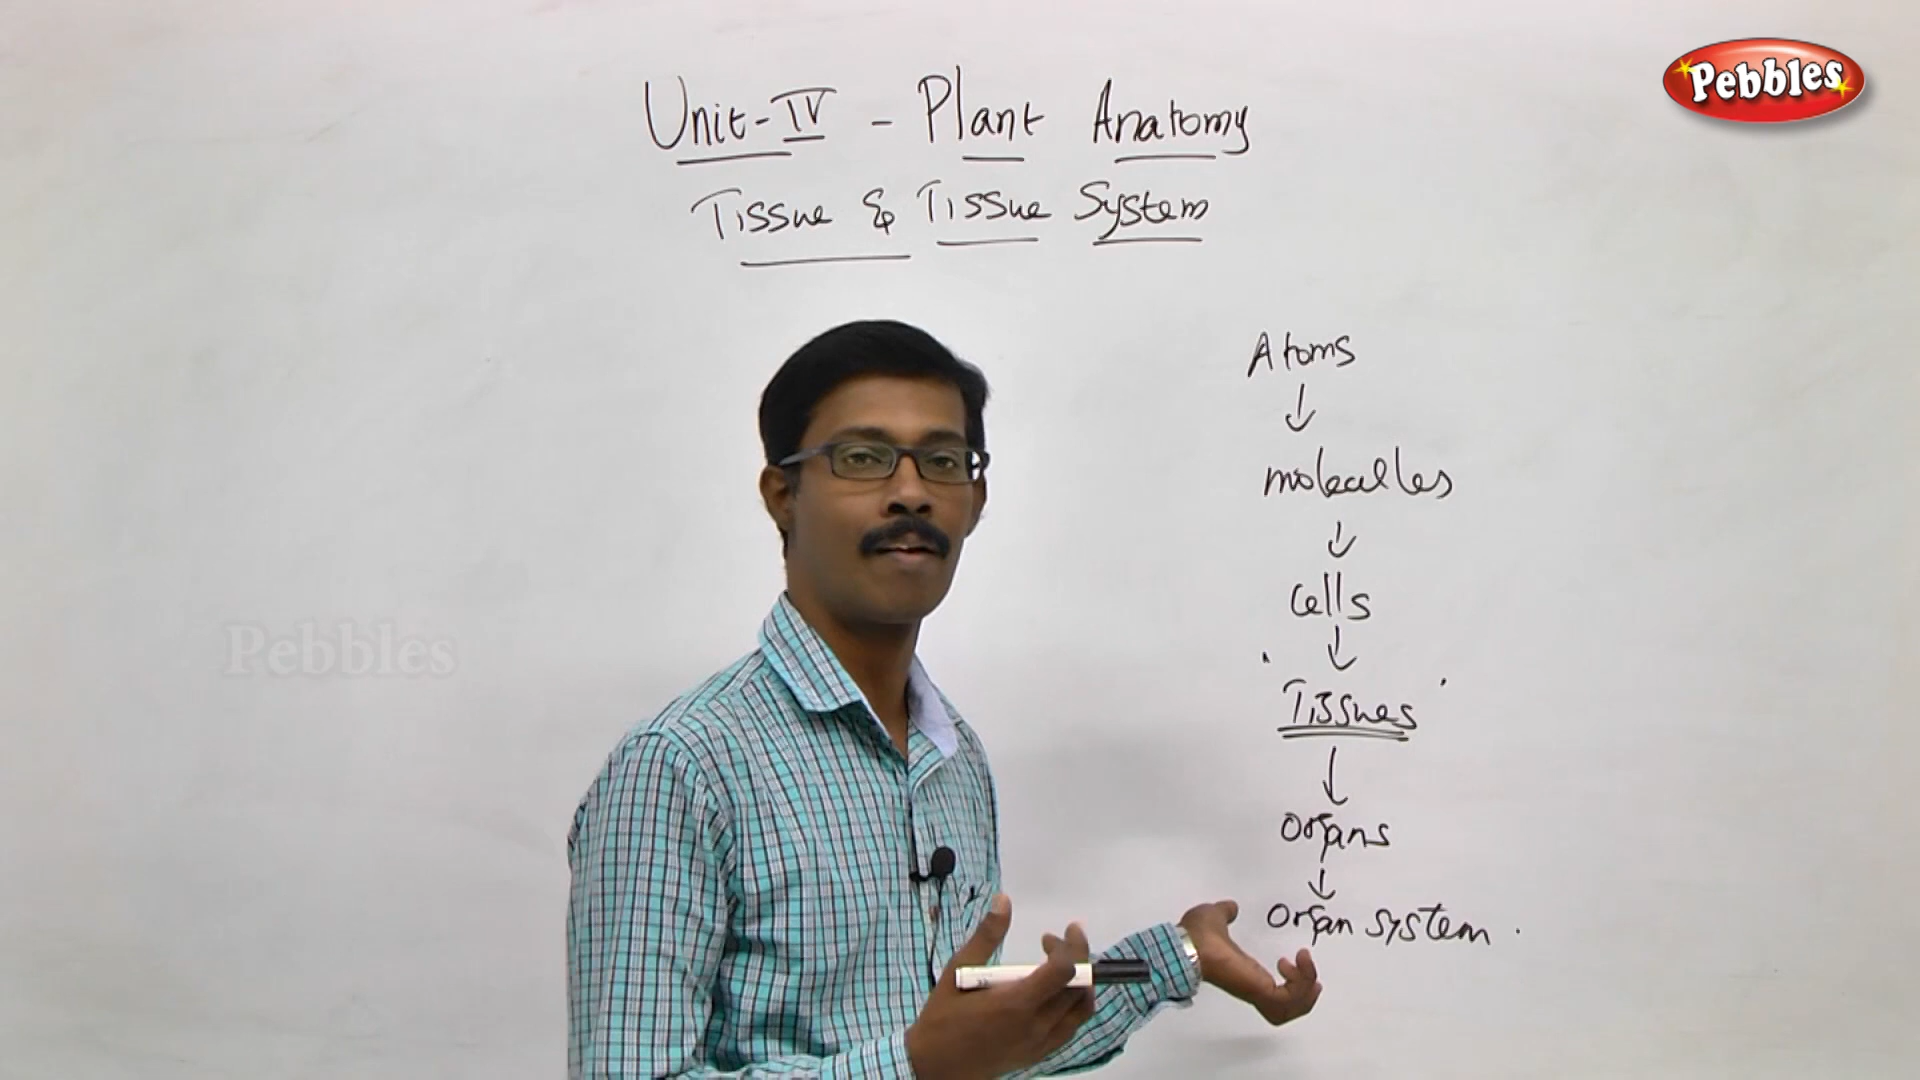 Pebbles
Unit-IV - Plant Anatomy
Tissue & Tissue System
Atoms
↓
molecules
↓
Cells
↓
Tissues
↓
Organs
↓
Organ system.
Pebbles